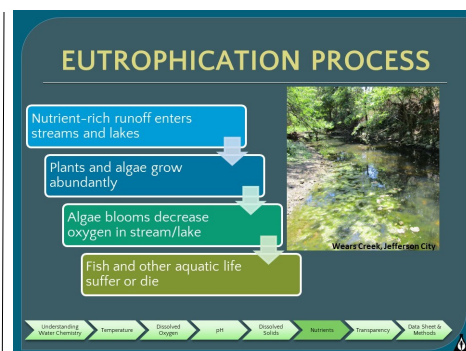 EUTROPHICATION PROCESS
Nutrient-rich runoff enters
streams and lakes
Plants and algae grow
abundantly
Algae blooms decrease
oxygen in stream/lake
Fish and other aquatic life
suffer or die
Wears Creek, Jefferson City
Understanding
Water Chemistry
Temperature
Dissolved
Oxygen
pH
Dissolved
Solids
Nutrients
Transparency
Data Sheet &
Methods